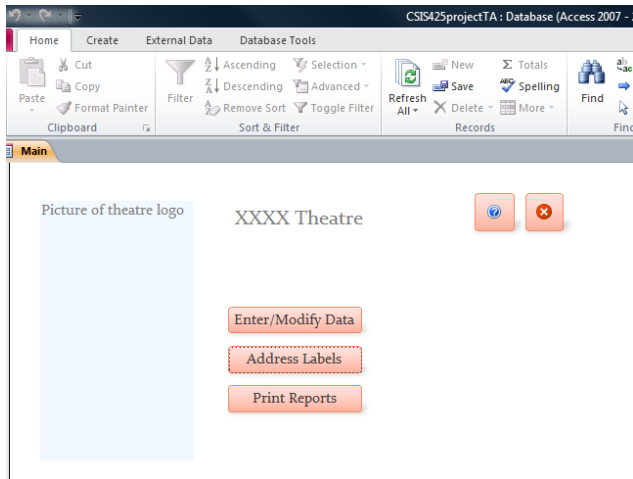 CSIS425projectTA : Database (Access 2007 -
Home Create External Data Database Tools
Paste
Cut
Copy
Format Painter
Clipboard
Filter
Ascending
Descending
Remove Sort
Selection
Advanced
Toggle Filter
Sort & Filter
Refresh
All
New
Save
Delete
Totals
Spelling
More
Records
Find
Main
Picture of theatre logo
XXXX Theatre
Enter/Modify Data
Address Labels
Print Reports